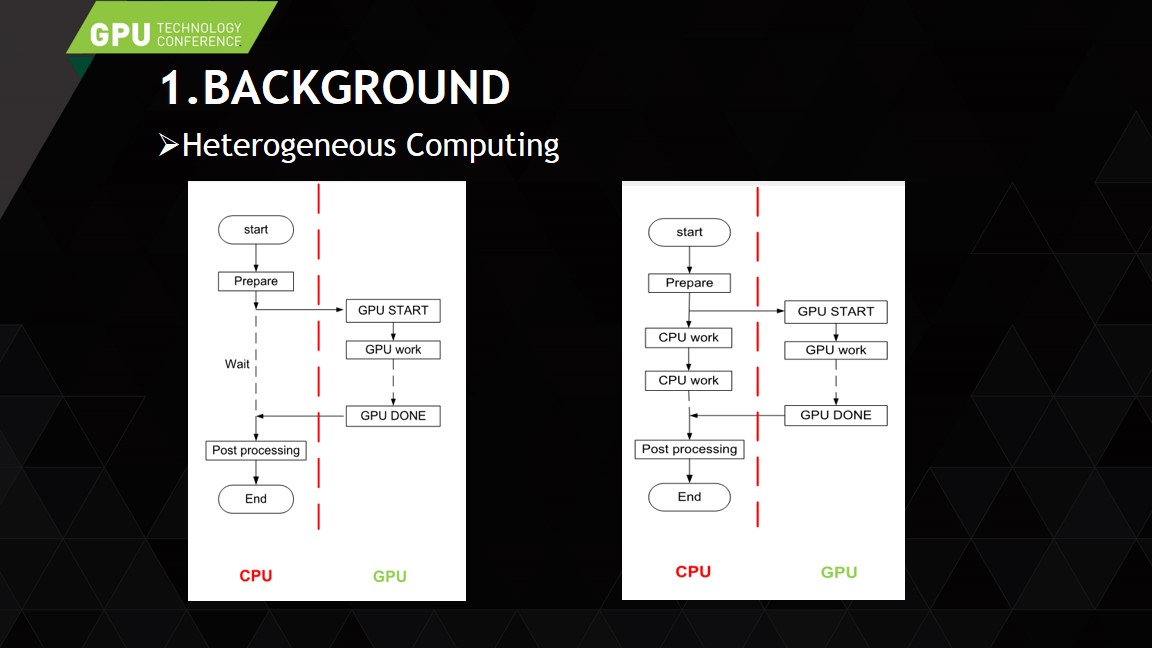 GPU TECHNOLOGY
CONFERENCE
1.BACKGROUND
➢Heterogeneous Computing
start
Prepare
GPU START
GPU work
Wait
GPU DONE
Post processing
End
CPU
GPU
start
Prepare
GPU START
CPU work
GPU work
CPU work
GPU DONE
Post processing
End
CPU
GPU